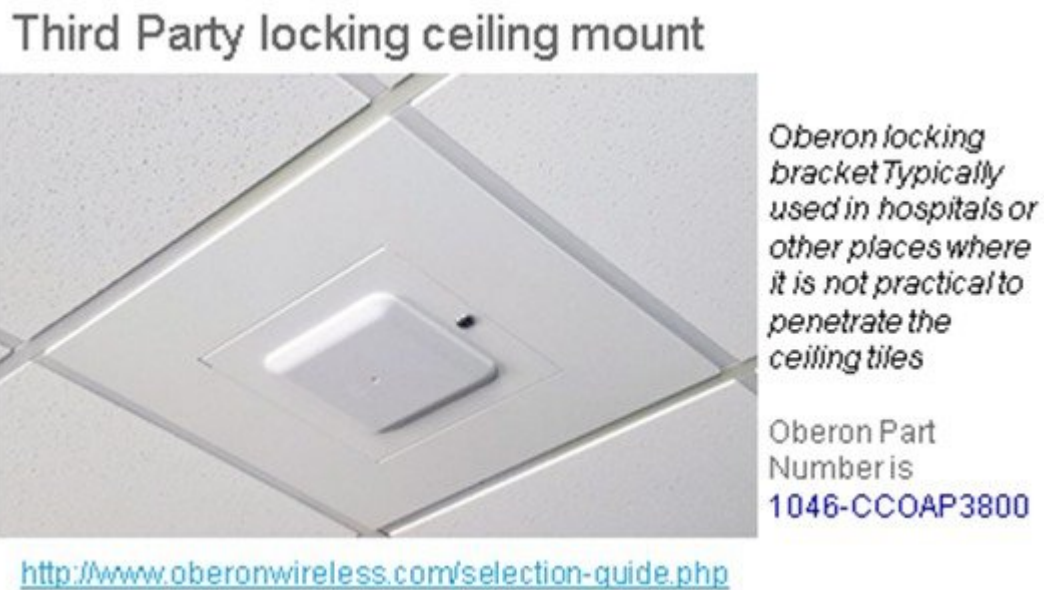 Third Party locking ceiling mount
Oberon locking
bracket Typically
used in hospitals or
other places where
it is not practical to
penetrate the
ceiling tiles
Oberon Part
Number is
1046-CCOAP3800
http://www.oberonwireless.com/selection-guide.php